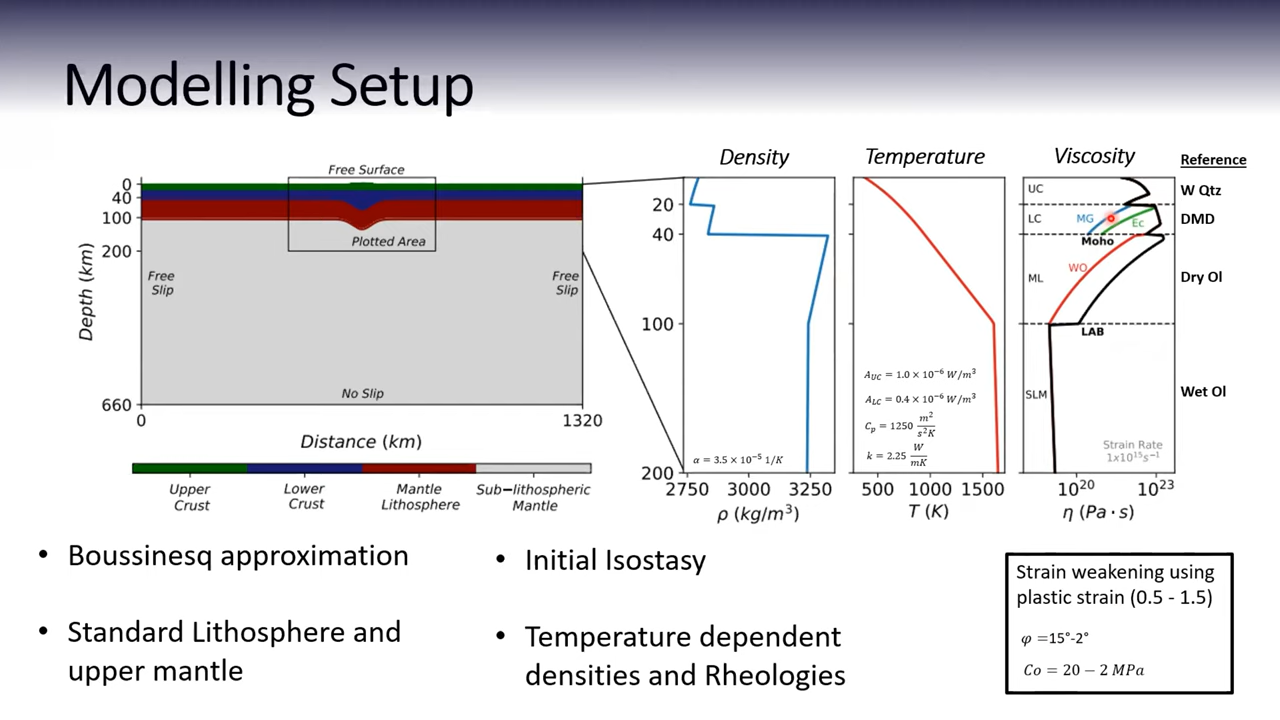 Modelling Setup
Free Surface
0
40
100
200
660
Depth (km)
Plotted Area
Free
Slip
Free
Slip
No Slip
0
1320
Distance (km)
Upper
Crust
Lower
Crust
Mantle
Lithosphere
Sub−lithospheric
Mantle
Density
20
40
100
200
α = 3.5 × 10⁻⁵ 1/K
2750 3000 3250
ρ (kg/m³)
Temperature
A_UC = 1.0 × 10⁻⁶ W/m³
A_LC = 0.4 × 10⁻⁶ W/m³
C_p = 1250 m²/s²K
k = 2.25 W/mK
500 1000 1500
T (K)
Viscosity
UC
LC
MG
Ec
Moho
WO
ML
LAB
SLM
Strain Rate
1x10¹⁵s⁻¹
10²⁰ 10²³
η (Pa · s)
Reference
W Qtz
DMD
Dry Ol
Wet Ol
• Boussinesq approximation
• Standard Lithosphere and
upper mantle
• Initial Isostasy
• Temperature dependent
densities and Rheologies
Strain weakening using
plastic strain (0.5 - 1.5)
φ =15°-2°
Co = 20 − 2 MPa